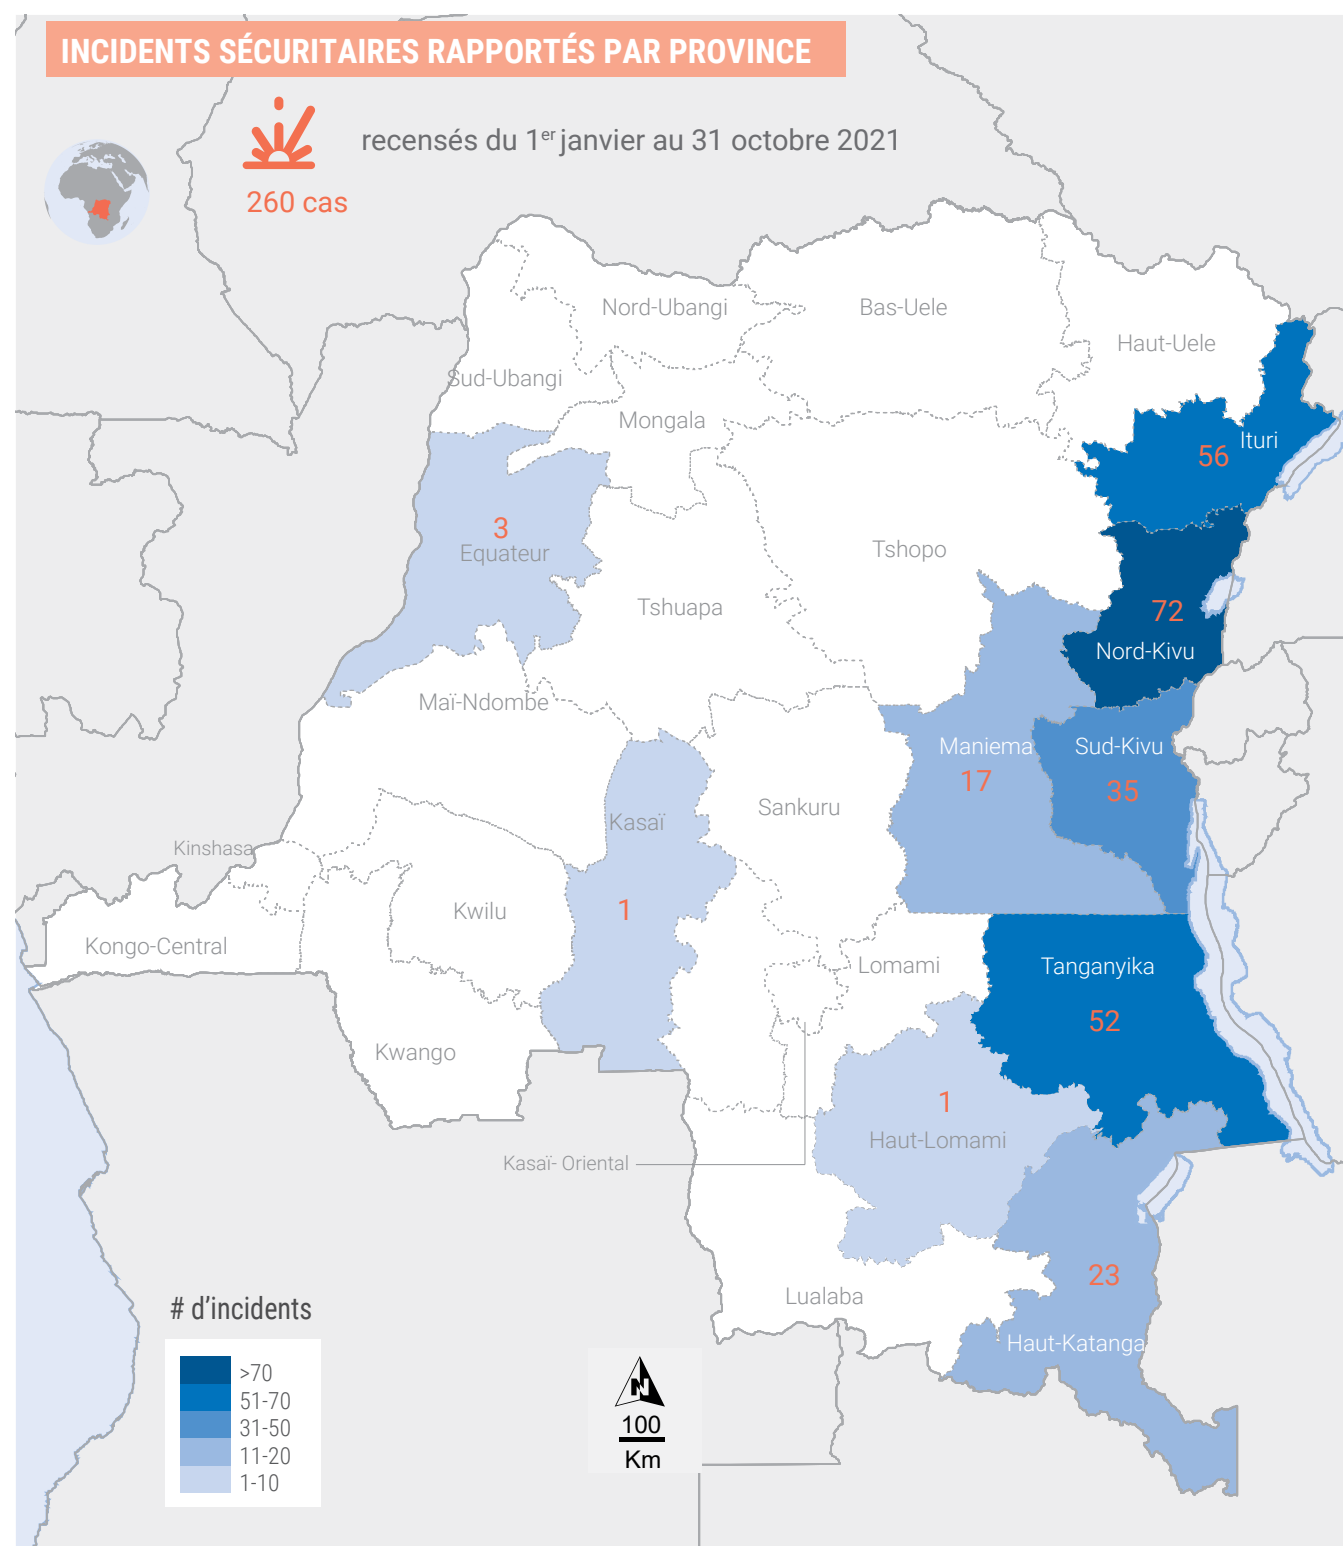 INCIDENTS SÉCURITAIRES RAPPORTÉS PAR PROVINCE
recensés du 1er janvier au 31 octobre 2021
260 cas
Nord-Ubangi
Bas-Uele
Haut-Uele
Sud-Ubangi
Mongala
Ituri
56
3
Equateur
Tshopo
Tshuapa
72
Nord-Kivu
Maï-Ndombe
Maniema
17
Sud-Kivu
35
Sankuru
Kasaï
1
Kinshasa
Kwilu
Kongo-Central
Lomami
Tanganyika
52
Kwango
1
Haut-Lomami
Kasaï- Oriental
23
Lualaba
Haut-Katanga
# d’incidents
>70
51-70
31-50
11-20
1-10
N
100
Km